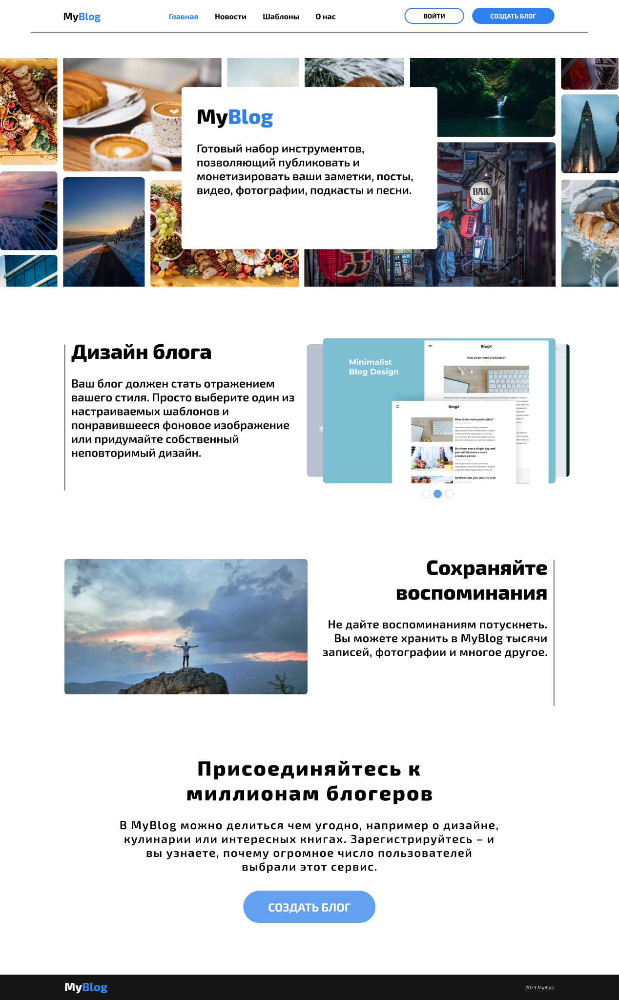 MyBlog
Главная
Новости
Шаблоны
О нас
ВОЙТИ
СОЗДАТЬ БЛОГ
MyBlog
Готовый набор инструментов,
позволяющий публиковать и
монетизировать ваши заметки, посты,
видео, фотографии, подкасты и песни.
BAR
居酒屋
Дизайн блога
Ваш блог должен стать отражением
вашего стиля. Просто выберите один из
настраиваемых шаблонов и
понравившееся фоновое изображение
или придумайте собственный
неповторимый дизайн.
Minimalist
Blog Design
BlogX
How to be more productive?
BlogX
How to be more productive?
Do these every single day and
you will become a more
creative person
Destinations you want to visit
Сохраняйте
воспоминания
Не дайте воспоминаниям потускнеть.
Вы можете хранить в MyBlog тысячи
записей, фотографии и многое другое.
Присоединяйтесь к
миллионам блогеров
В MyBlog можно делиться чем угодно, например о дизайне,
кулинарии или интересных книгах. Зарегистрируйтесь – и
вы узнаете, почему огромное число пользователей
выбрали этот сервис.
СОЗДАТЬ БЛОГ
MyBlog
2023 MyBlog